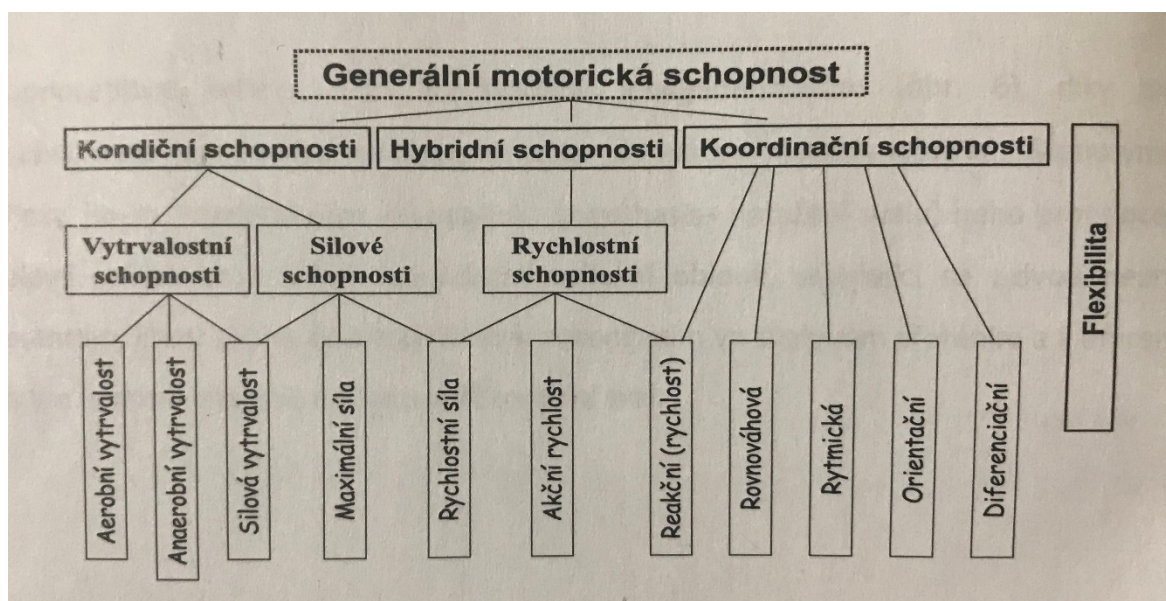 Generální motorická schopnost
Kondiční schopnosti
Hybridní schopnosti
Koordinační schopnosti
Flexibilita
Vytrvalostní
schopnosti
Silové
schopnosti
Rychlostní
schopnosti
Aerobní vytrvalost
Anaerobní vytrvalost
Silová vytrvalost
Maximální síla
Rychlostní síla
Akční rychlost
Reakční (rychlost)
Rovnováhová
Rytmická
Orientační
Diferenciační